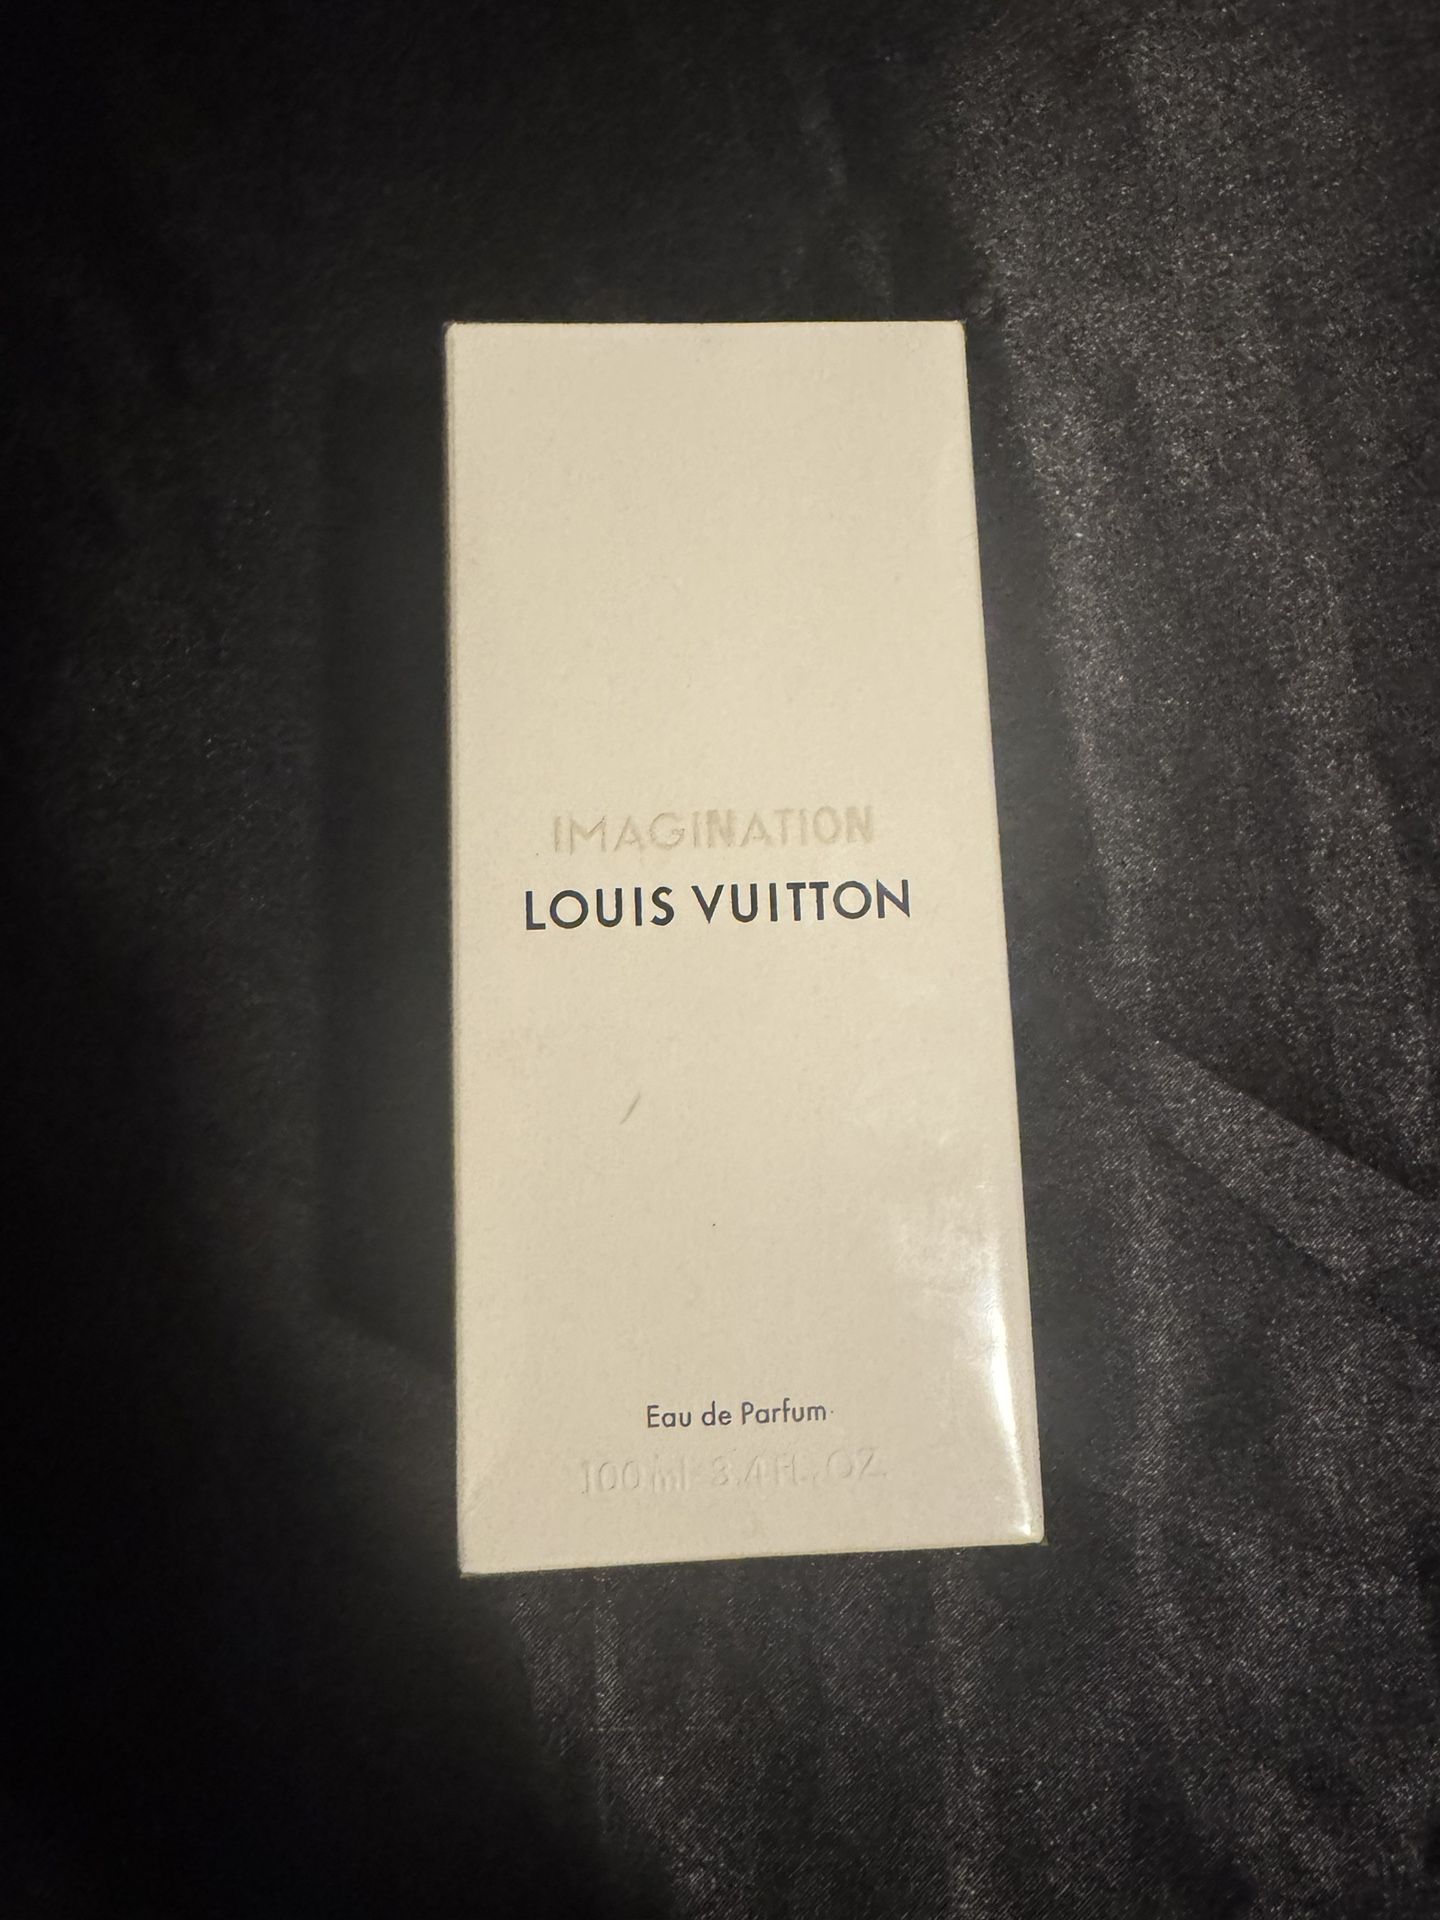 IMAGINATION
LOUIS VUITTON
Eau de Parfum
100 ml 3.4 FL. OZ.